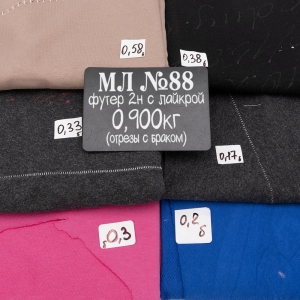 0,58 б
0,38 б
МЛ №88
футер 2н с лайкрой
0,900кг
(отрезы с браком)
0,33 б
0,17 б
0,3 б
0,2 б